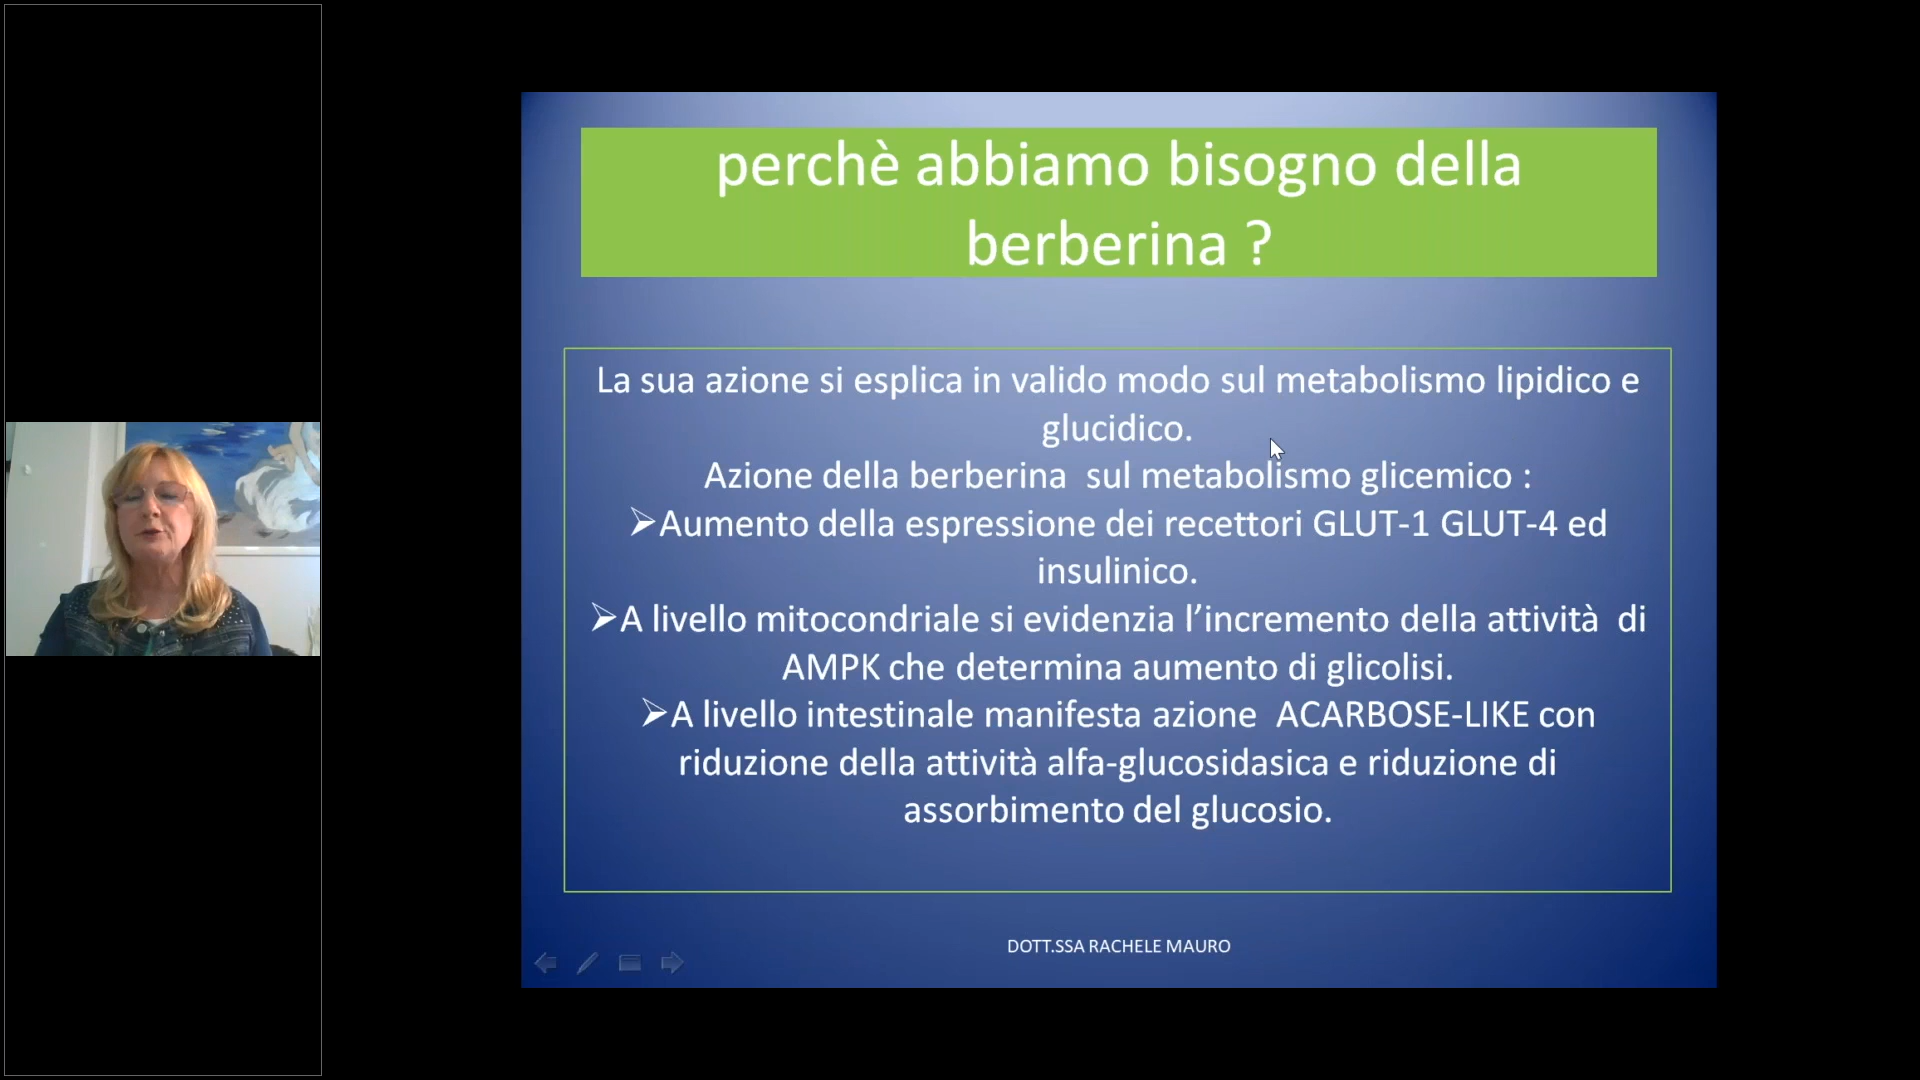 perchè abbiamo bisogno della
berberina ?
La sua azione si esplica in valido modo sul metabolismo lipidico e
glucidico.
Azione della berberina  sul metabolismo glicemico :
➢Aumento della espressione dei recettori GLUT-1 GLUT-4 ed
insulinico.
➢A livello mitocondriale si evidenzia l’incremento della attività  di
AMPK che determina aumento di glicolisi.
➢A livello intestinale manifesta azione  ACARBOSE-LIKE con
riduzione della attività alfa-glucosidasica e riduzione di
assorbimento del glucosio.
DOTT.SSA RACHELE MAURO